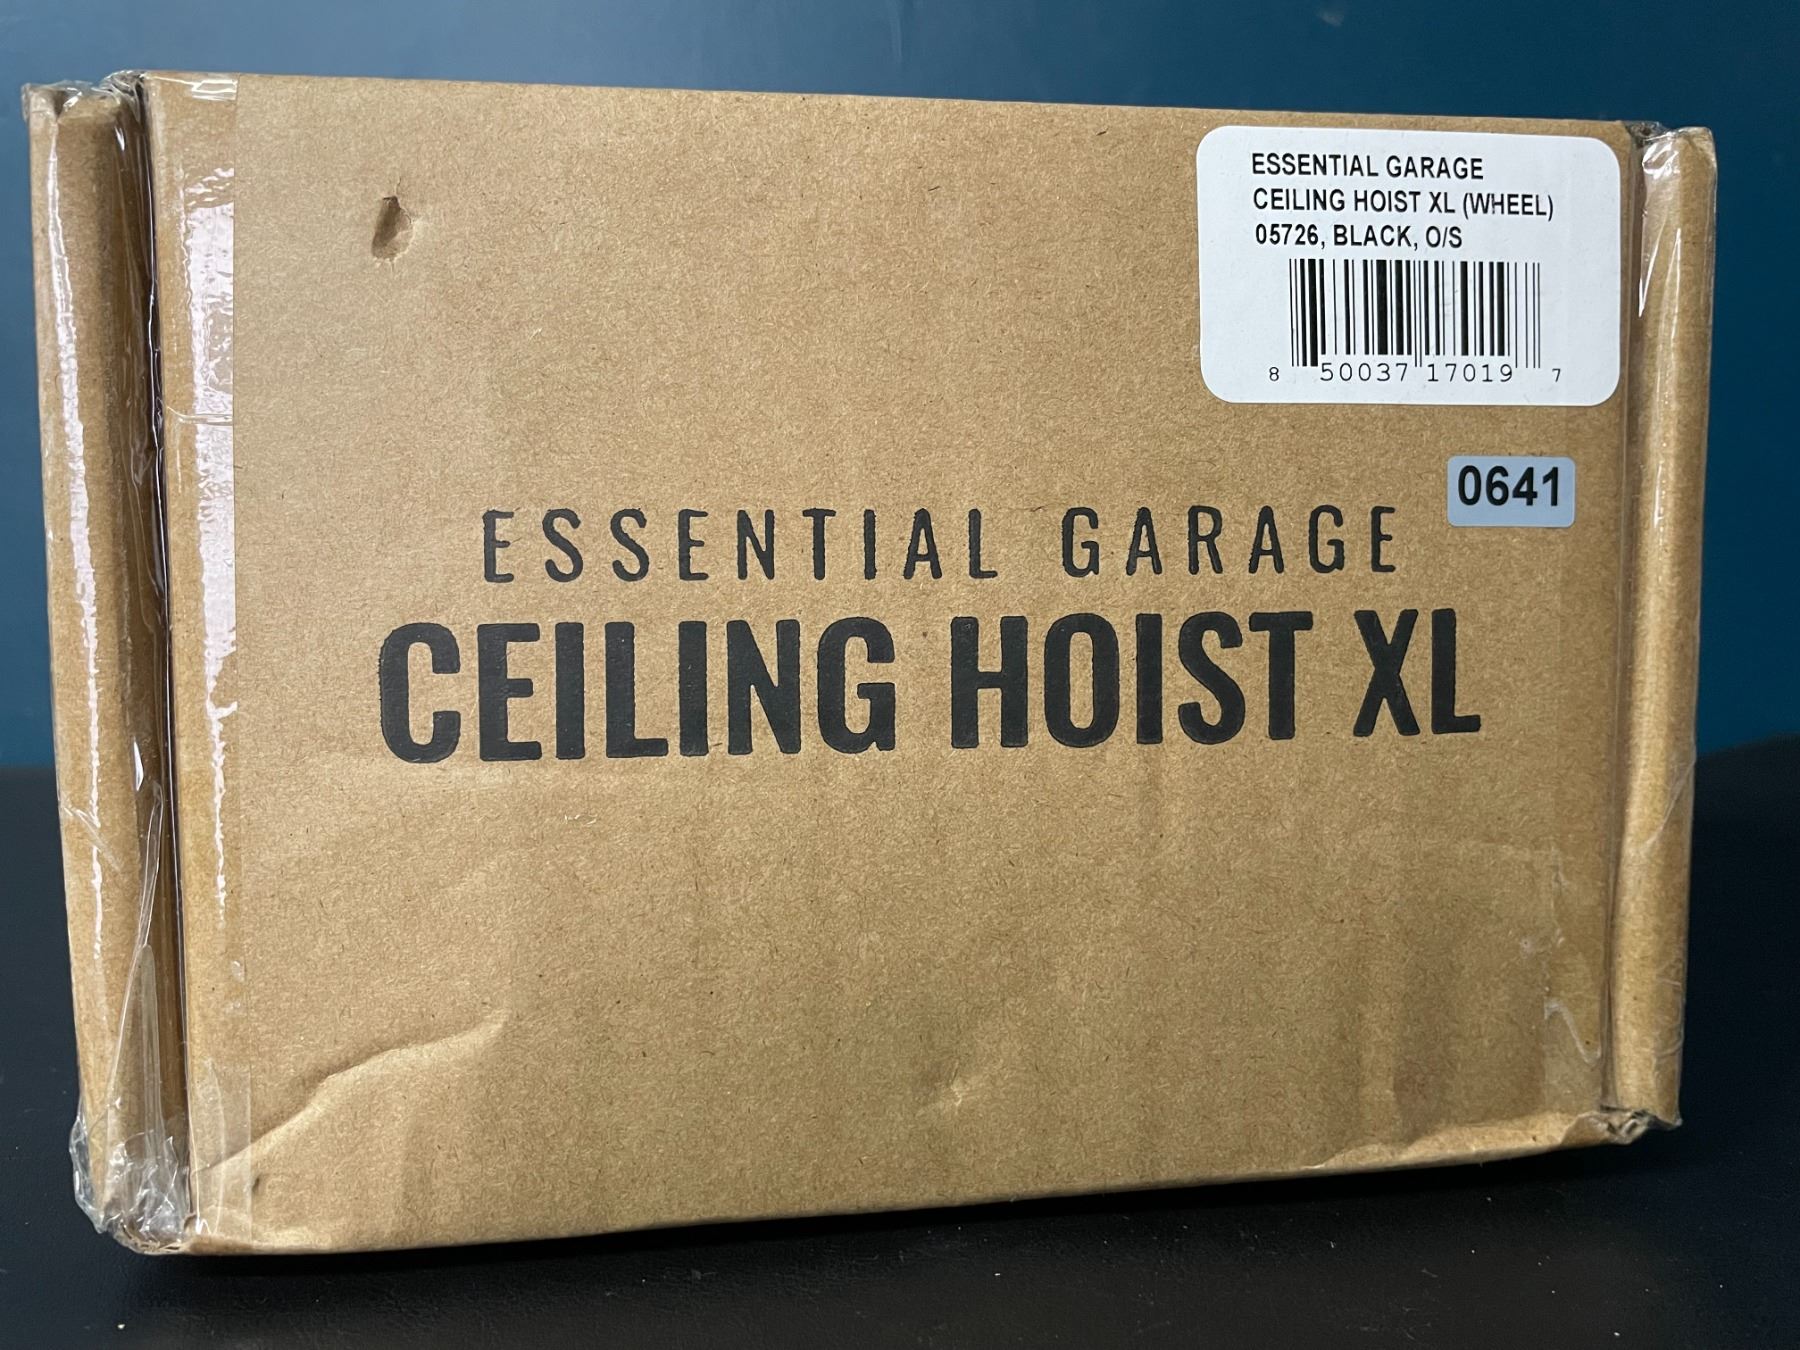 ESSENTIAL GARAGE
CEILING HOIST XL (WHEEL)
05726, BLACK, O/S
8 50037 17019 7
0641
ESSENTIAL GARAGE
CEILING HOIST XL